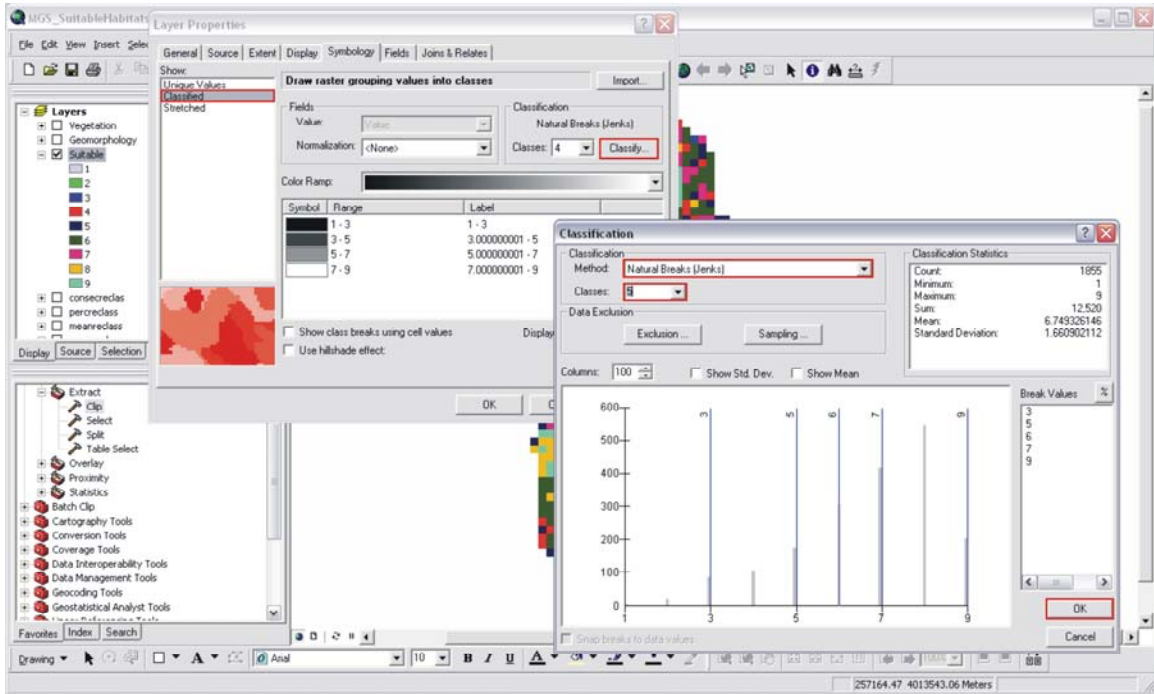 MGS_SuitableHabitats
File Edit View Insert Selec
Layers
Vegetation
Geomorphology
Suitable
1
2
3
4
5
6
7
8
9
consecreclas
percreclass
meanreclass
Display Source Selection
Extract
Clip
Select
Split
Table Select
Overlay
Proximity
Statistics
Batch Clip
Cartography Tools
Conversion Tools
Coverage Tools
Data Interoperability Tools
Data Management Tools
Geocoding Tools
Geostatistical Analyst Tools
Linear Referencing Tools
Favorites Index Search
Layer Properties
General Source Extent Display Symbology Fields Joins & Relates
Show:
Unique Values
Classified
Stretched
Draw raster grouping values into classes
Import...
Fields
Value: Value
Normalization: <None>
Classification
Natural Breaks (Jenks)
Classes: 4 Classify...
Color Ramp:
Symbol Range Label
1 - 3 1 - 3
3 - 5 3.000000001 - 5
5 - 7 5.000000001 - 7
7 - 9 7.000000001 - 9
Show class breaks using cell values
Display
Use hillshade effect:
OK C
Classification
Classification
Method: Natural Breaks (Jenks)
Classes: 5
Data Exclusion
Exclusion ... Sampling ...
Classification Statistics
Count: 1855
Minimum: 1
Maximum: 9
Sum: 12,520
Mean: 6.749326146
Standard Deviation: 1.660902112
Columns: 100 Show Std. Dev. Show Mean
Break Values %
3
5
6
7
9
3 5 6 7 9
600
500
400
300
200
100
0
1 3 5 7 9
Snap breaks to data values
OK
Cancel
Drawing A Arial 10 B I U A
100%
257164.47 4013543.06 Meters